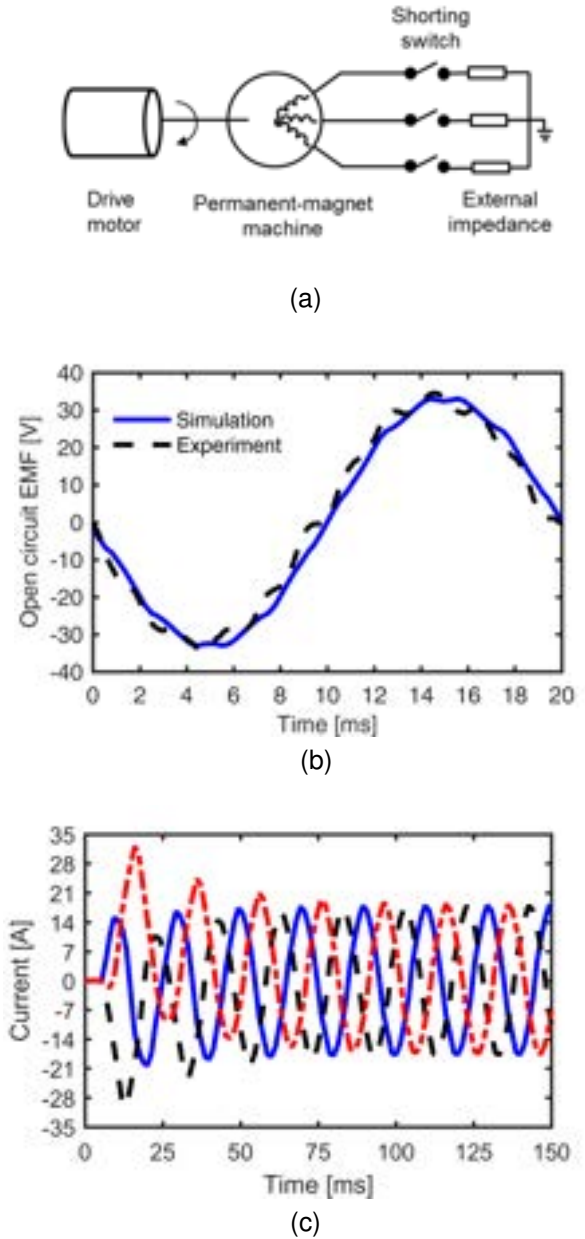 Shorting
switch
Drive
motor
Permanent-magnet
machine
External
impedance
(a)
40
30
20
10
0
-10
-20
-30
-40
Open circuit EMF [V]
Simulation
Experiment
0 2 4 6 8 10 12 14 16 18 20
Time [ms]
(b)
35
28
21
14
7
0
-7
-14
-21
-28
-35
Current [A]
0 25 50 75 100 125 150
Time [ms]
(c)